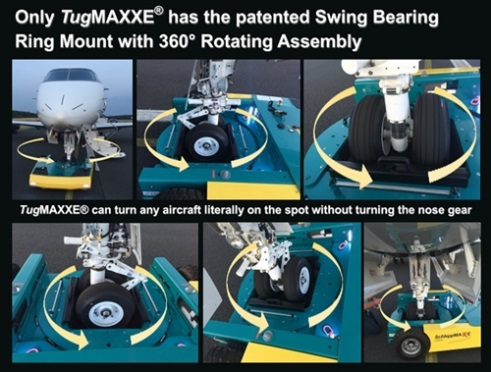 Only TugMAXXE® has the patented Swing Bearing
Ring Mount with 360° Rotating Assembly
TugMAXXE® can turn any aircraft literally on the spot without turning the nose gear
SchleppMAXXE